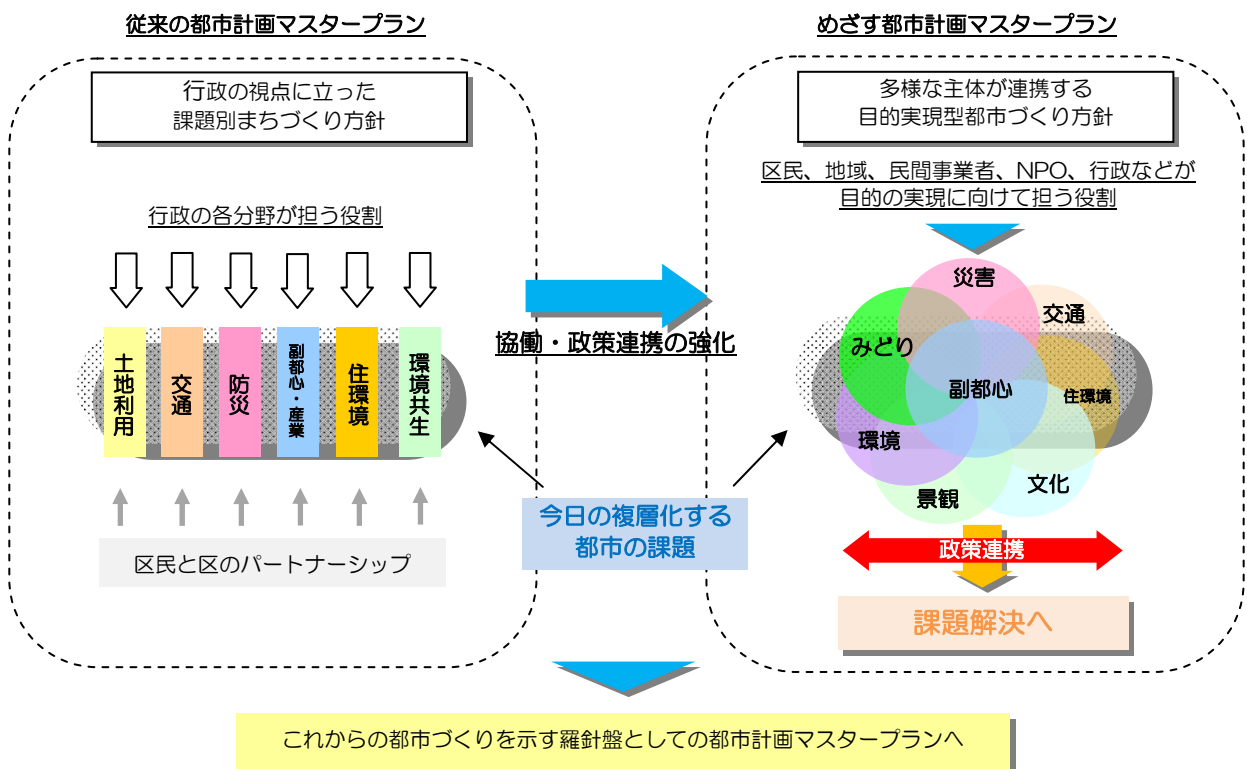 従来の都市計画マスタープラン
行政の視点に立った
課題別まちづくり方針
行政の各分野が担う役割
土地利用
交通
防災
副都心・産業
住環境
環境共生
区民と区のパートナーシップ
協働・政策連携の強化
今日の複層化する
都市の課題
めざす都市計画マスタープラン
多様な主体が連携する
目的実現型都市づくり方針
区民、地域、民間事業者、NPO、行政などが
目的の実現に向けて担う役割
災害
交通
みどり
副都心
住環境
環境
文化
景観
政策連携
課題解決へ
これからの都市づくりを示す羅針盤としての都市計画マスタープランへ